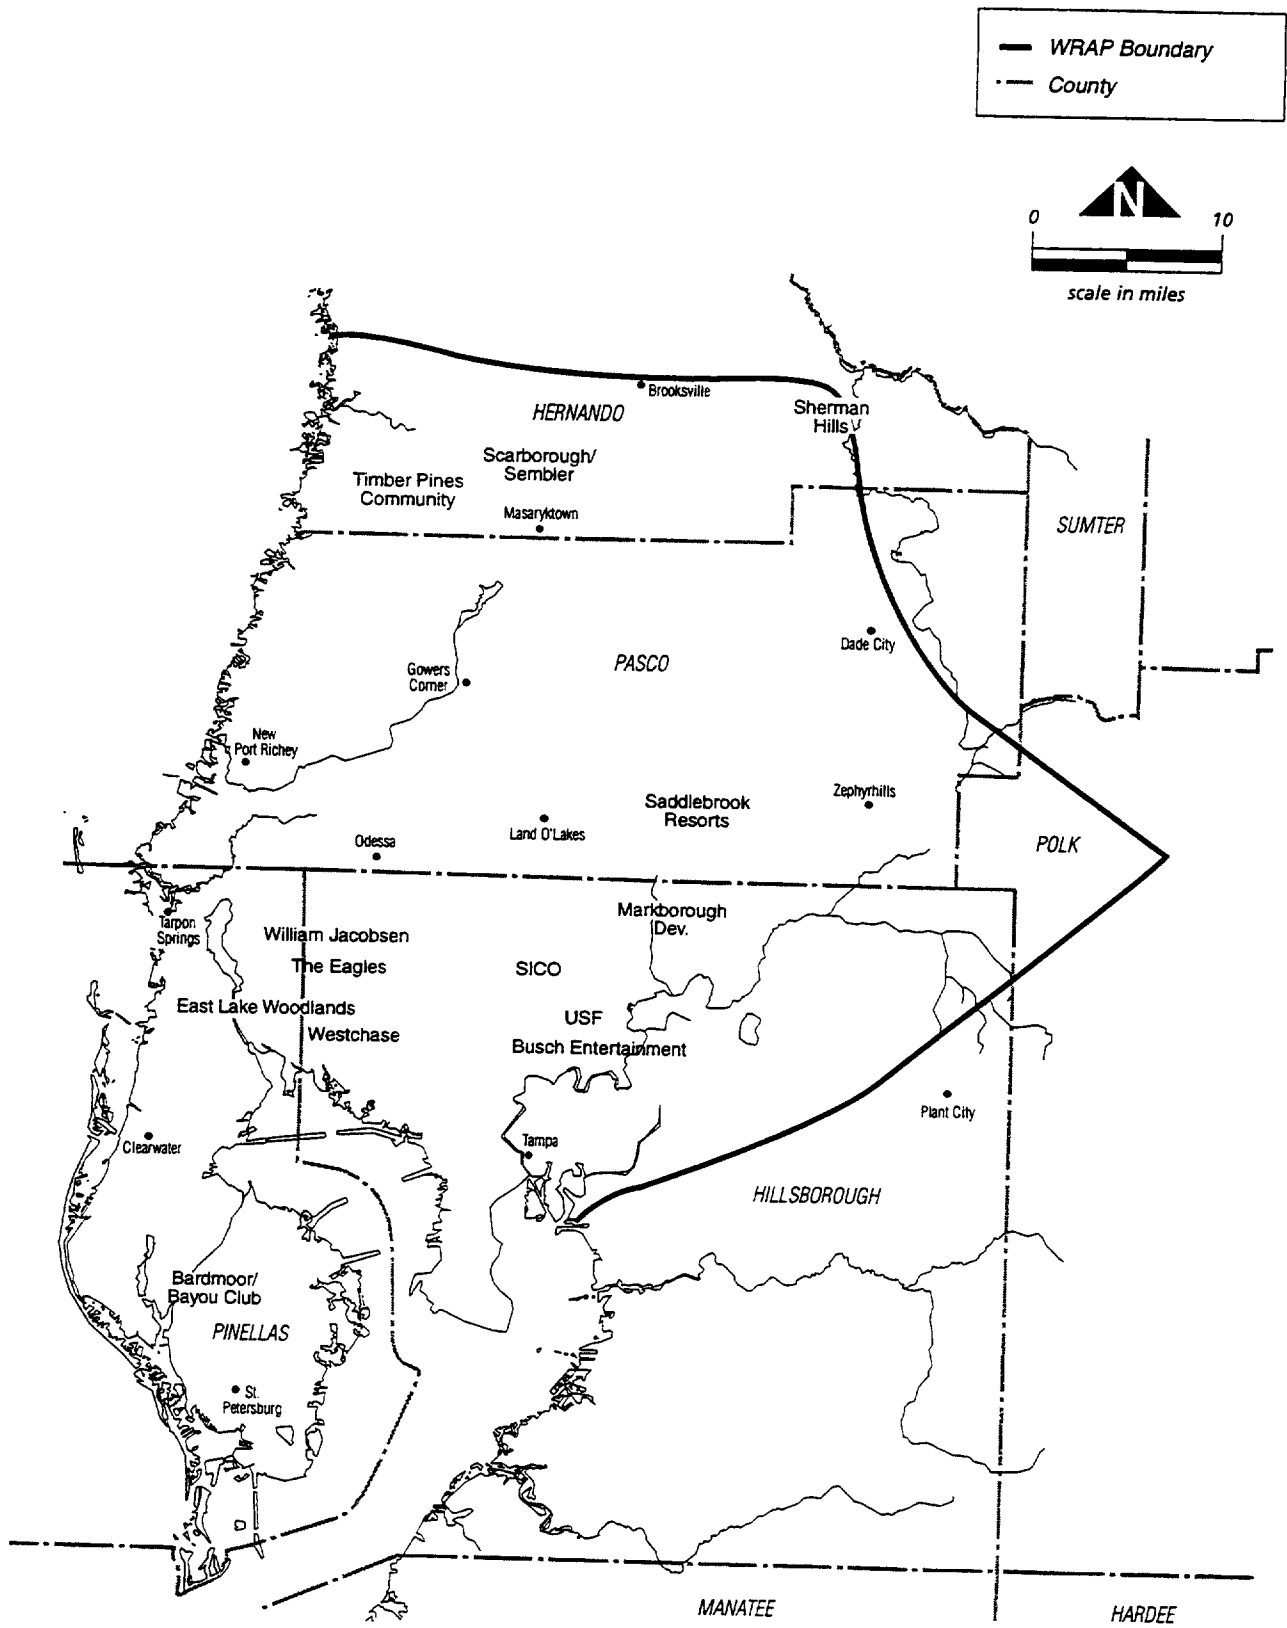 WRAP Boundary
County
N
0 10
scale in miles
Brooksville
HERNANDO
Sherman
Hills
Scarborough/
Sembler
Timber Pines
Community
Masaryktown
SUMTER
Dade City
PASCO
Gowers
Corner
New
Port Richey
Zephyrhills
Saddlebrook
Resorts
Land O'Lakes
Odessa
POLK
Tarpon
Springs
Markborough
Dev.
William Jacobsen
The Eagles
SICO
East Lake Woodlands
USF
Westchase
Busch Entertainment
Plant City
Clearwater
Tampa
HILLSBOROUGH
Bardmoor/
Bayou Club
PINELLAS
St.
Petersburg
MANATEE
HARDEE